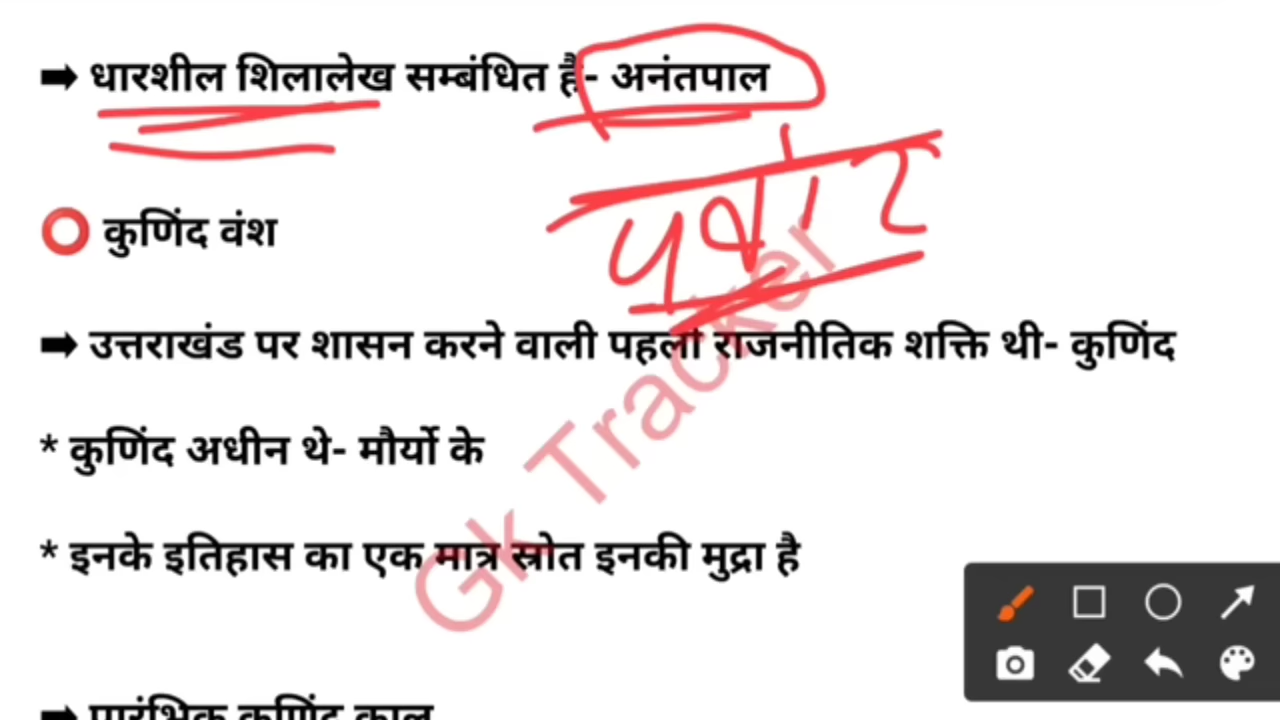 ➡ धारशील शिलालेख सम्बंधित है- अनंतपाल
पंवार
⭕ कुणिंद वंश
➡ उत्तराखंड पर शासन करने वाली पहली राजनीतिक शक्ति थी- कुणिंद
* कुणिंद अधीन थे- मौर्यो के
* इनके इतिहास का एक मात्र स्रोत इनकी मुद्रा है
➡ प्रारंभिक कुणिंद काल
Gk Tracker